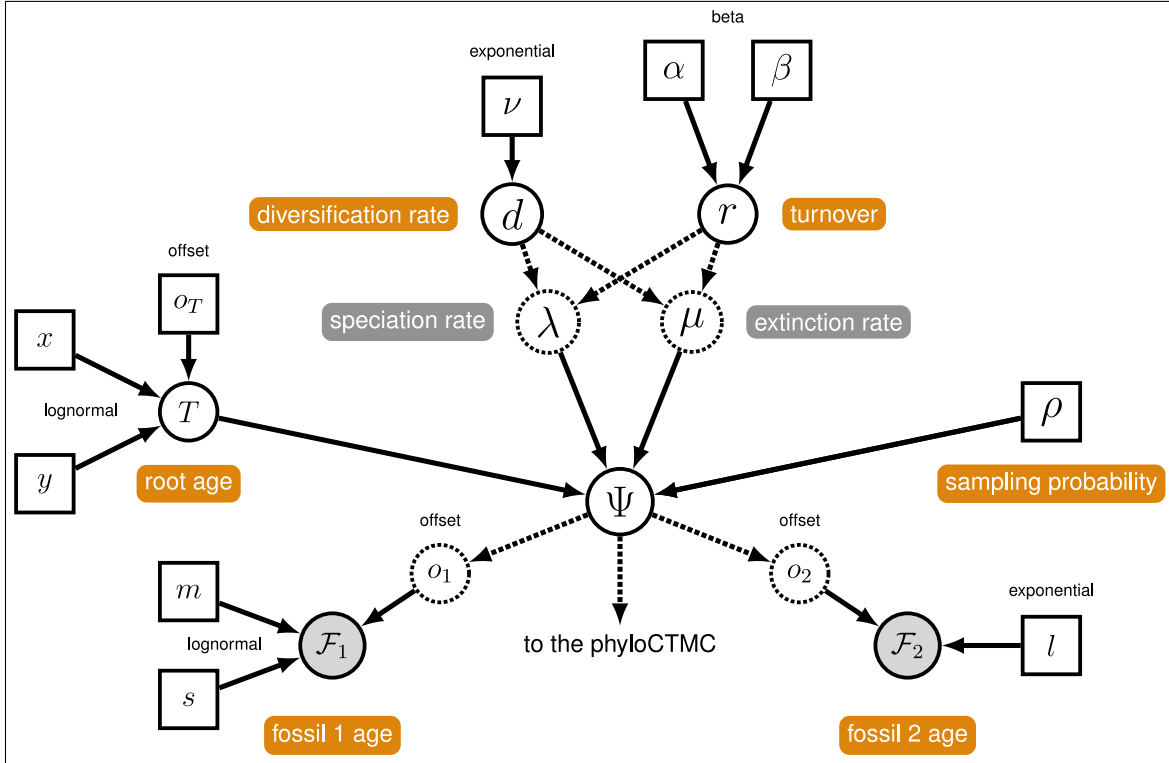 beta
exponential
α
β
ν
diversification rate
d
r
turnover
offset
o_T
speciation rate
λ
μ
extinction rate
x
lognormal
T
ρ
y
root age
sampling probability
Ψ
offset
offset
o_1
o_2
m
exponential
lognormal
F_1
to the phyloCTMC
F_2
l
s
fossil 1 age
fossil 2 age